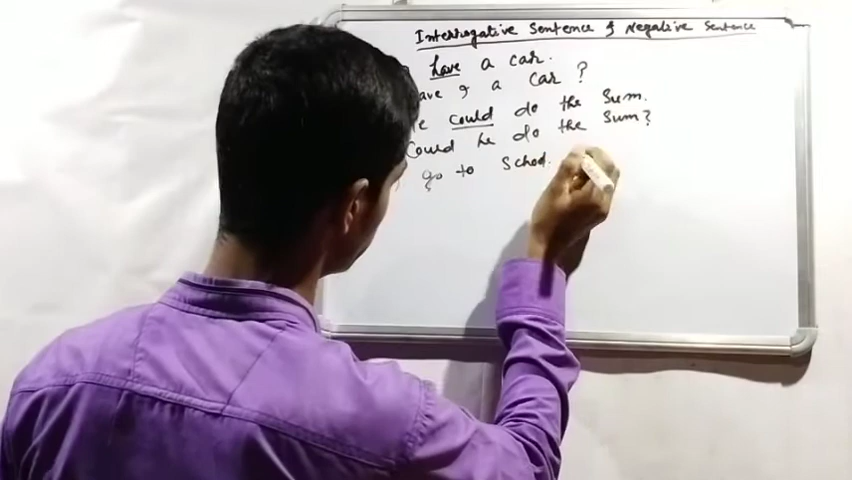 Interrogative Sentence & Negative Sentence
have a car.
ave I a car?
e could do the Sum.
Could he do the Sum?
go to School.